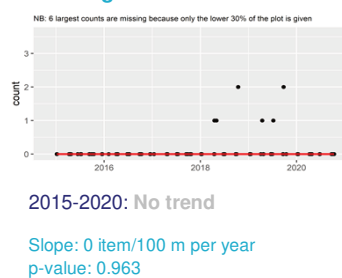 NB: 6 largest counts are missing because only the lower 30% of the plot is given
3
2
1
0
count
2016
2018
2020
2015-2020: No trend
Slope: 0 item/100 m per year
p-value: 0.963